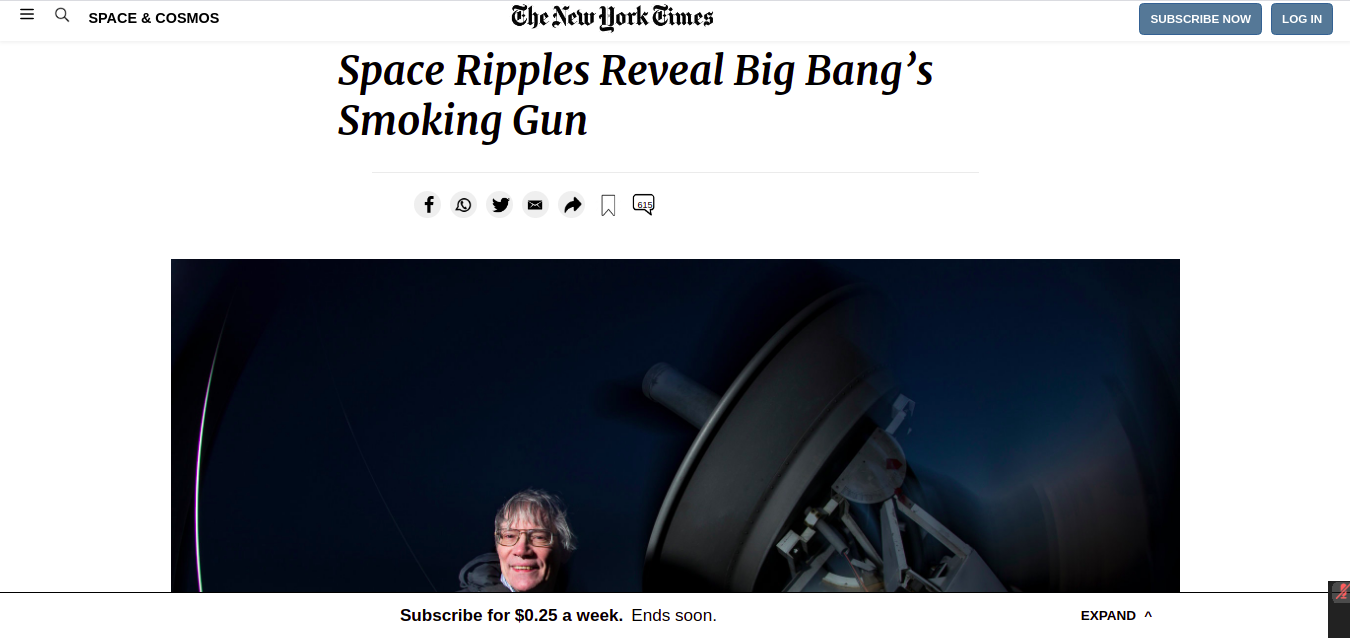 SPACE & COSMOS
The New York Times
SUBSCRIBE NOW
LOG IN
Space Ripples Reveal Big Bang’s
Smoking Gun
615
Subscribe for $0.25 a week. Ends soon.
EXPAND ^